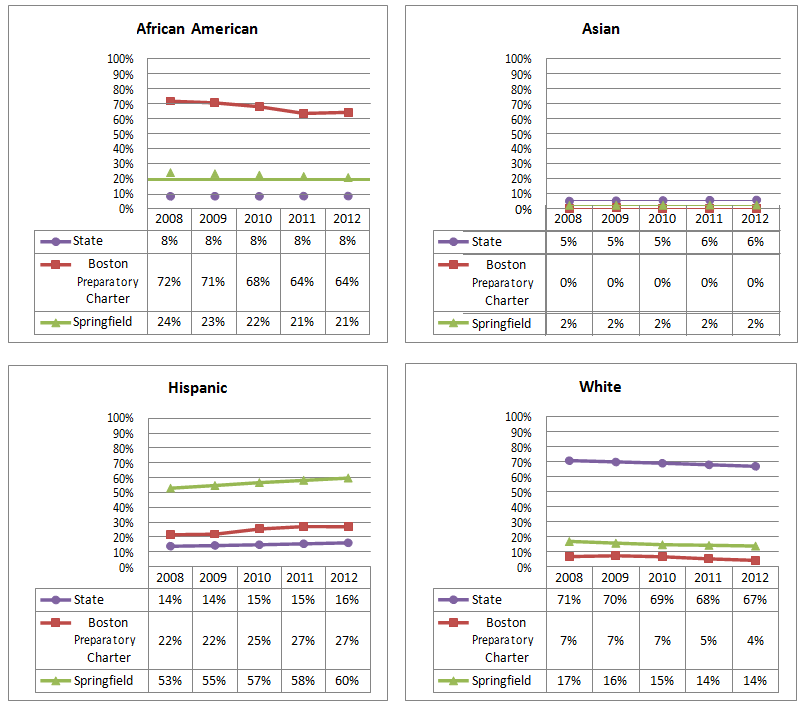 African American
100%
90%
80%
70%
60%
50%
40%
30%
20%
10%
0%
2008 2009 2010 2011 2012
State 8% 8% 8% 8% 8%
Boston
Preparatory 72% 71% 68% 64% 64%
Charter
Springfield 24% 23% 22% 21% 21%
Asian
100%
90%
80%
70%
60%
50%
40%
30%
20%
10%
0%
2008 2009 2010 2011 2012
State 5% 5% 5% 6% 6%
Boston
Preparatory 0% 0% 0% 0% 0%
Charter
Springfield 2% 2% 2% 2% 2%
Hispanic
100%
90%
80%
70%
60%
50%
40%
30%
20%
10%
0%
2008 2009 2010 2011 2012
State 14% 14% 15% 15% 16%
Boston
Preparatory 22% 22% 25% 27% 27%
Charter
Springfield 53% 55% 57% 58% 60%
White
100%
90%
80%
70%
60%
50%
40%
30%
20%
10%
0%
2008 2009 2010 2011 2012
State 71% 70% 69% 68% 67%
Boston
Preparatory 7% 7% 7% 5% 4%
Charter
Springfield 17% 16% 15% 14% 14%